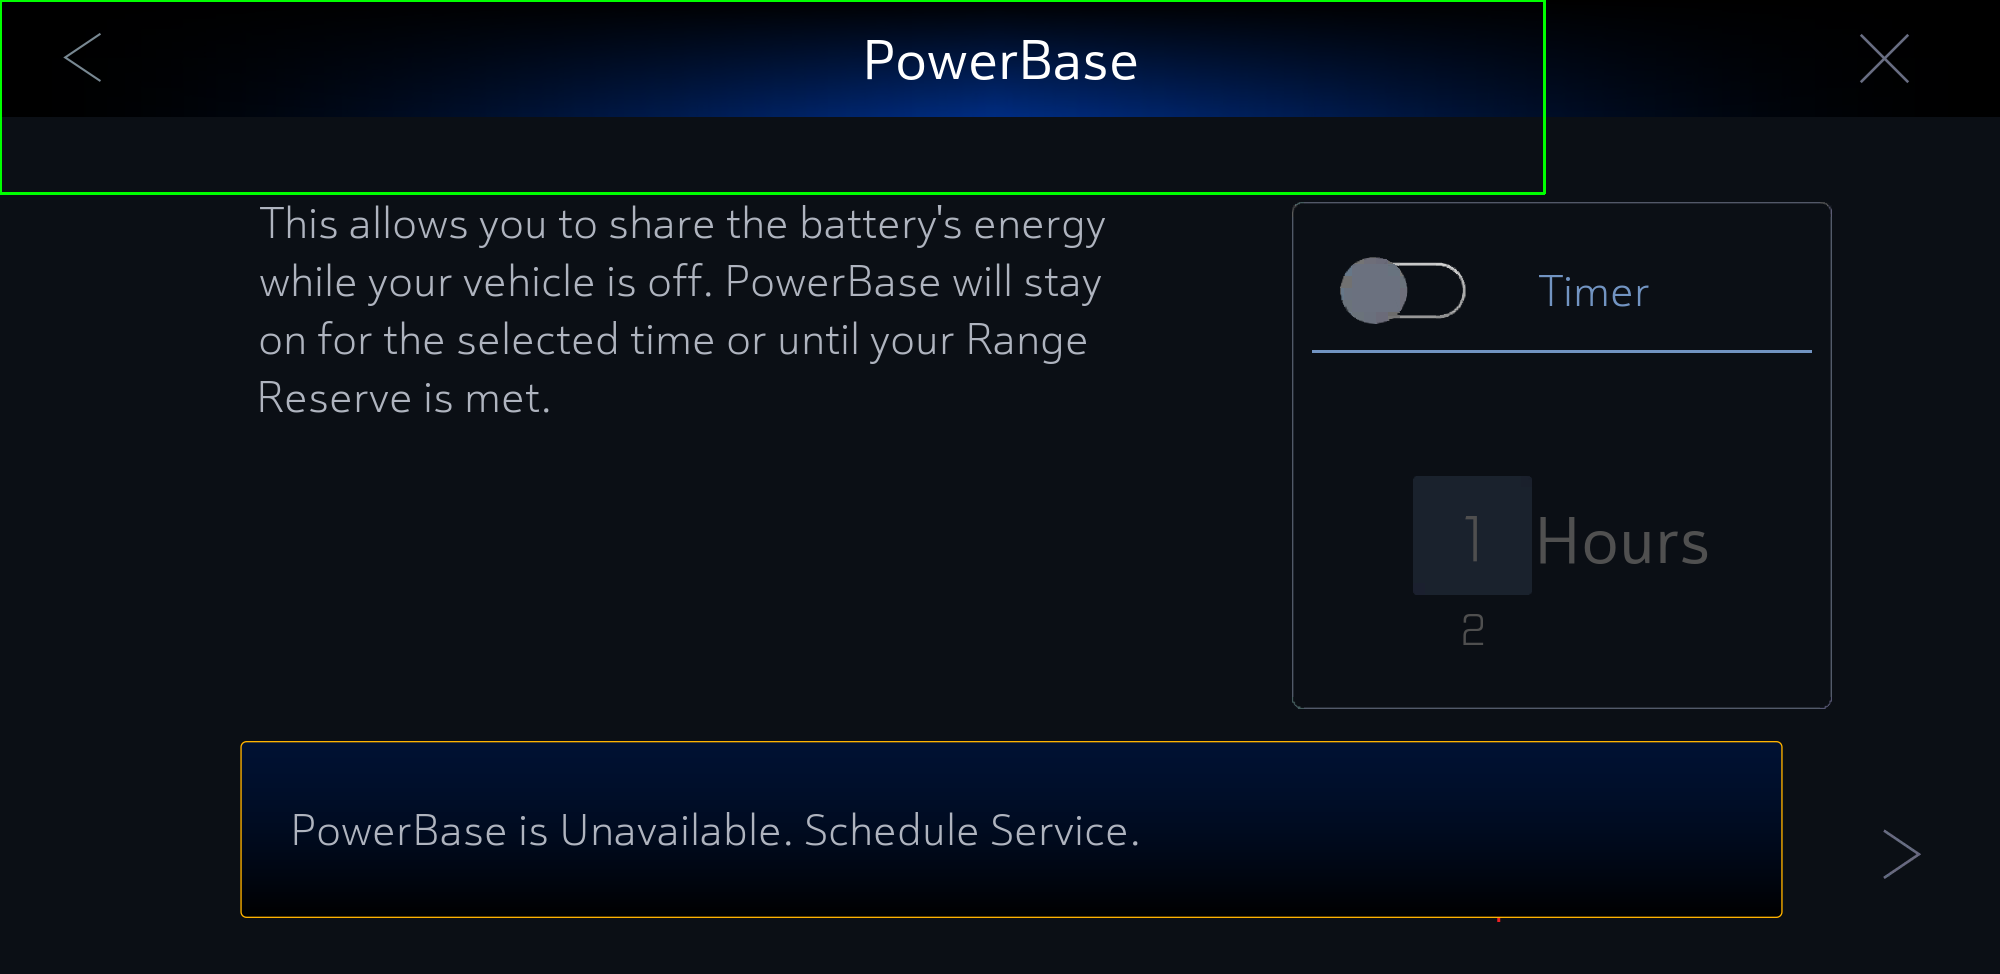 PowerBase
This allows you to share the battery's energy
while your vehicle is off. PowerBase will stay
on for the selected time or until your Range
Reserve is met.
Timer
1 Hours
2
PowerBase is Unavailable. Schedule Service.